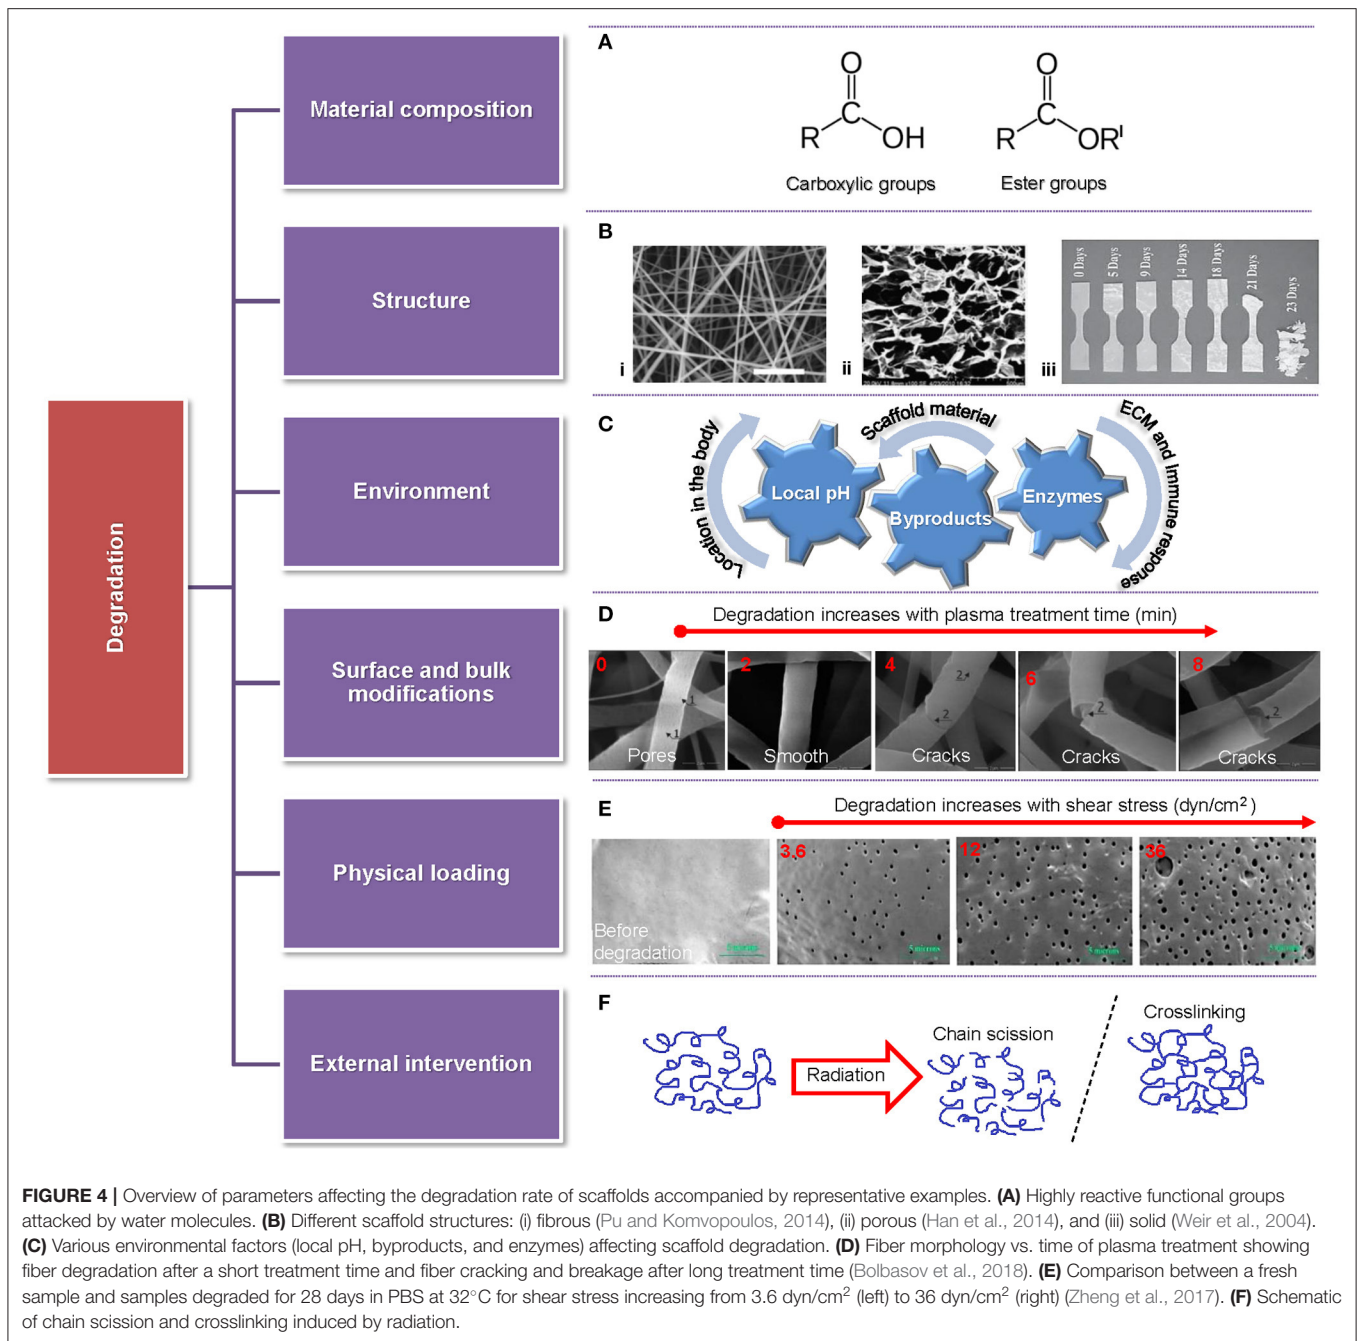 Degradation
Material composition
Structure
Environment
Surface and bulk
modifications
Physical loading
External intervention
A
O
C
R
OH
Carboxylic groups
O
C
R
OR'
Ester groups
B
i
ii
iii
0 Days
5 Days
9 Days
14 Days
18 Days
21 Days
23 Days
C
Location in the body
Scaffold material
ECM and Immune response
Local pH
Byproducts
Enzymes
D
Degradation increases with plasma treatment time (min)
0
1
1
Pores
2
Smooth
4
2
2
Cracks
6
2
Cracks
8
2
Cracks
E
Degradation increases with shear stress (dyn/cm²)
Before
degradation
3.6
5 microns
12
5 microns
36
F
Radiation
Chain scission
Crosslinking
FIGURE 4 | Overview of parameters affecting the degradation rate of scaffolds accompanied by representative examples. (A) Highly reactive functional groups
attacked by water molecules. (B) Different scaffold structures: (i) fibrous (Pu and Komvopoulos, 2014), (ii) porous (Han et al., 2014), and (iii) solid (Weir et al., 2004).
(C) Various environmental factors (local pH, byproducts, and enzymes) affecting scaffold degradation. (D) Fiber morphology vs. time of plasma treatment showing
fiber degradation after a short treatment time and fiber cracking and breakage after long treatment time (Bolbasov et al., 2018). (E) Comparison between a fresh
sample and samples degraded for 28 days in PBS at 32°C for shear stress increasing from 3.6 dyn/cm² (left) to 36 dyn/cm² (right) (Zheng et al., 2017). (F) Schematic
of chain scission and crosslinking induced by radiation.